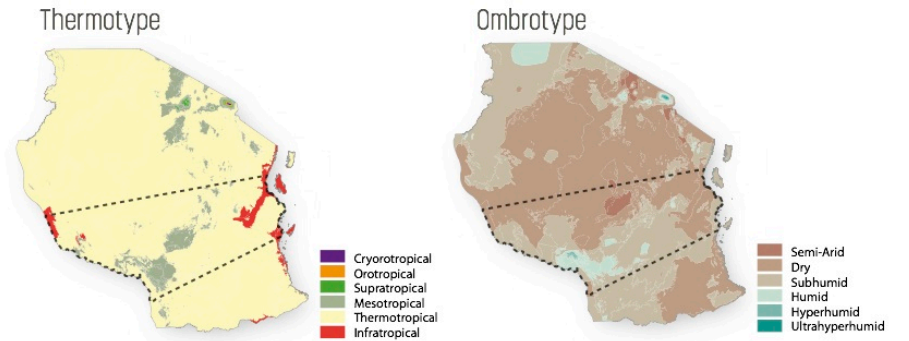 Thermotype
Ombrotype
Cryorotropical
Orotropical
Supratropical
Mesotropical
Thermotropical
Infratropical
Semi-Arid
Dry
Subhumid
Humid
Hyperhumid
Ultrahyperhumid